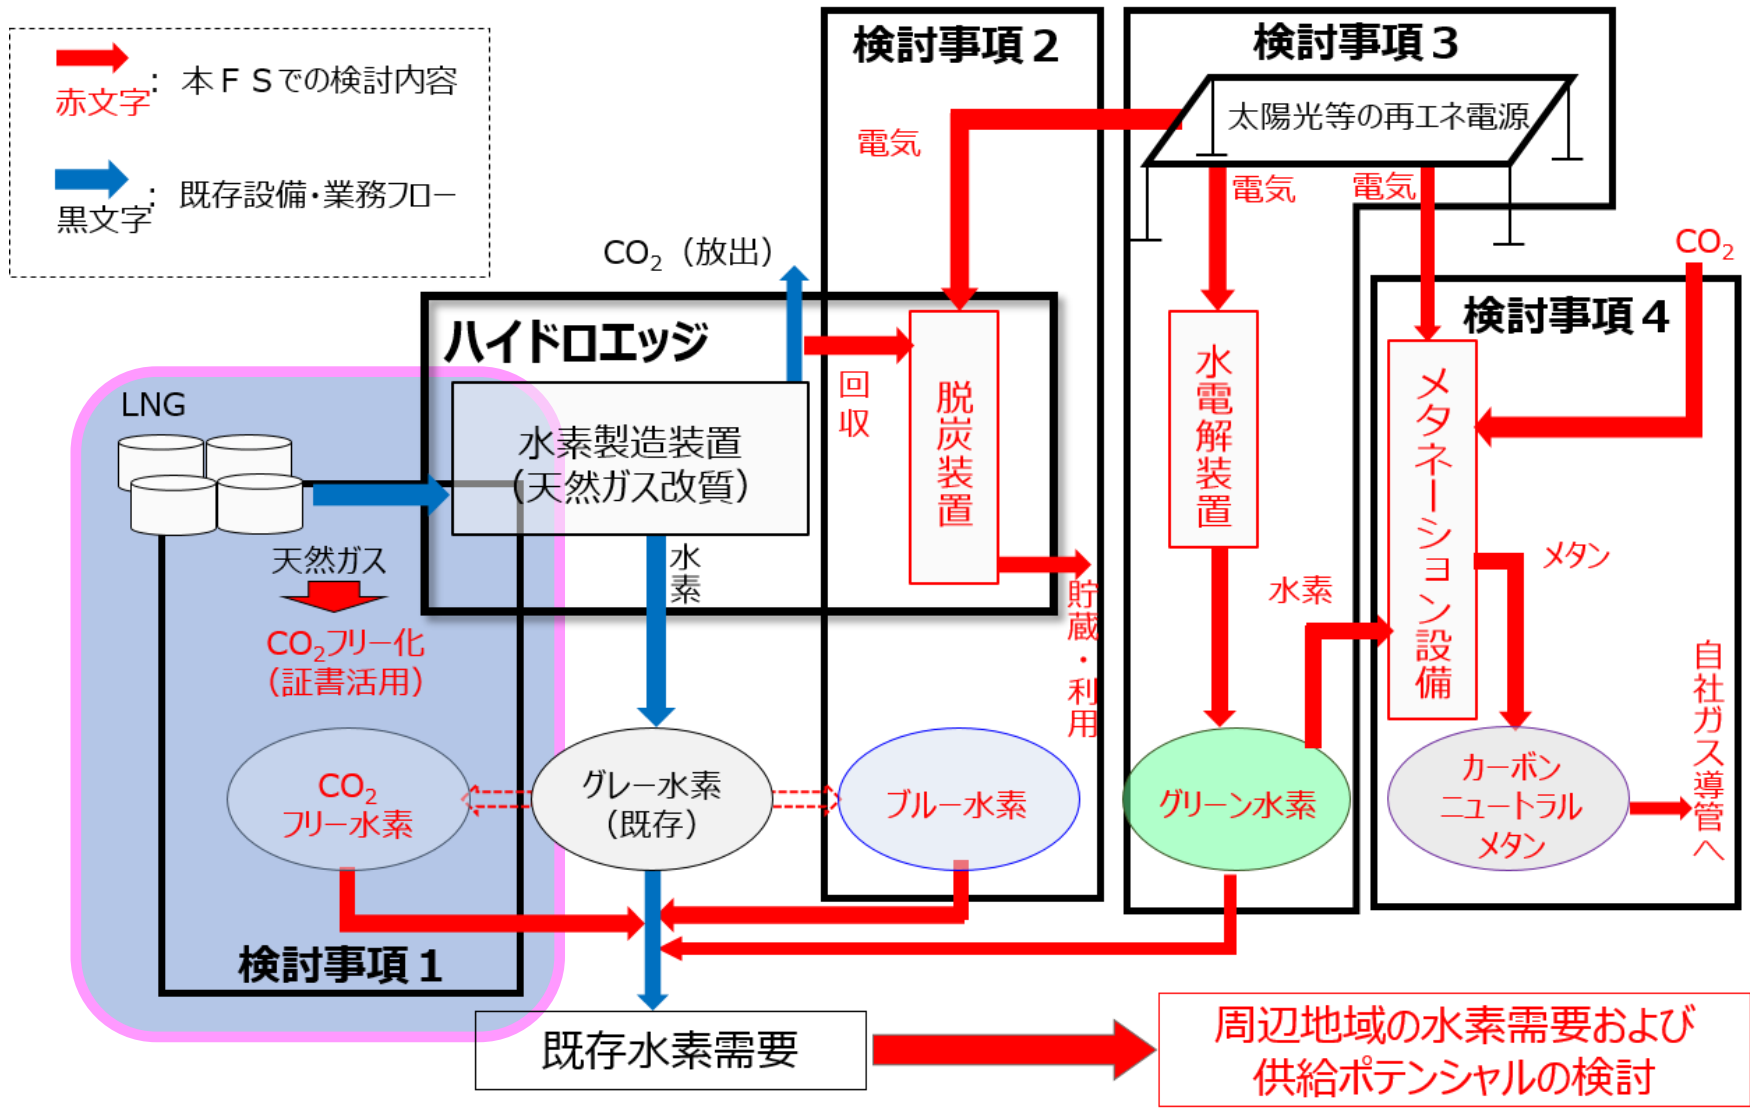 ：本ＦＳでの検討内容
赤文字
：既存設備・業務フロー
黒文字
検討事項２
検討事項３
太陽光等の再エネ電源
電気
電気
電気
CO₂（放出）
CO₂
検討事項４
ハイドロエッジ
LNG
水素製造装置
（天然ガス改質）
回収
脱炭装置
水電解装置
メタネーション設備
天然ガス
水素
CO₂フリー化
（証書活用）
貯蔵・利用
水素
メタン
自社ガス導管へ
CO₂
フリー水素
グレー水素
（既存）
ブルー水素
グリーン水素
カーボン
ニュートラル
メタン
検討事項１
既存水素需要
周辺地域の水素需要および
供給ポテンシャルの検討